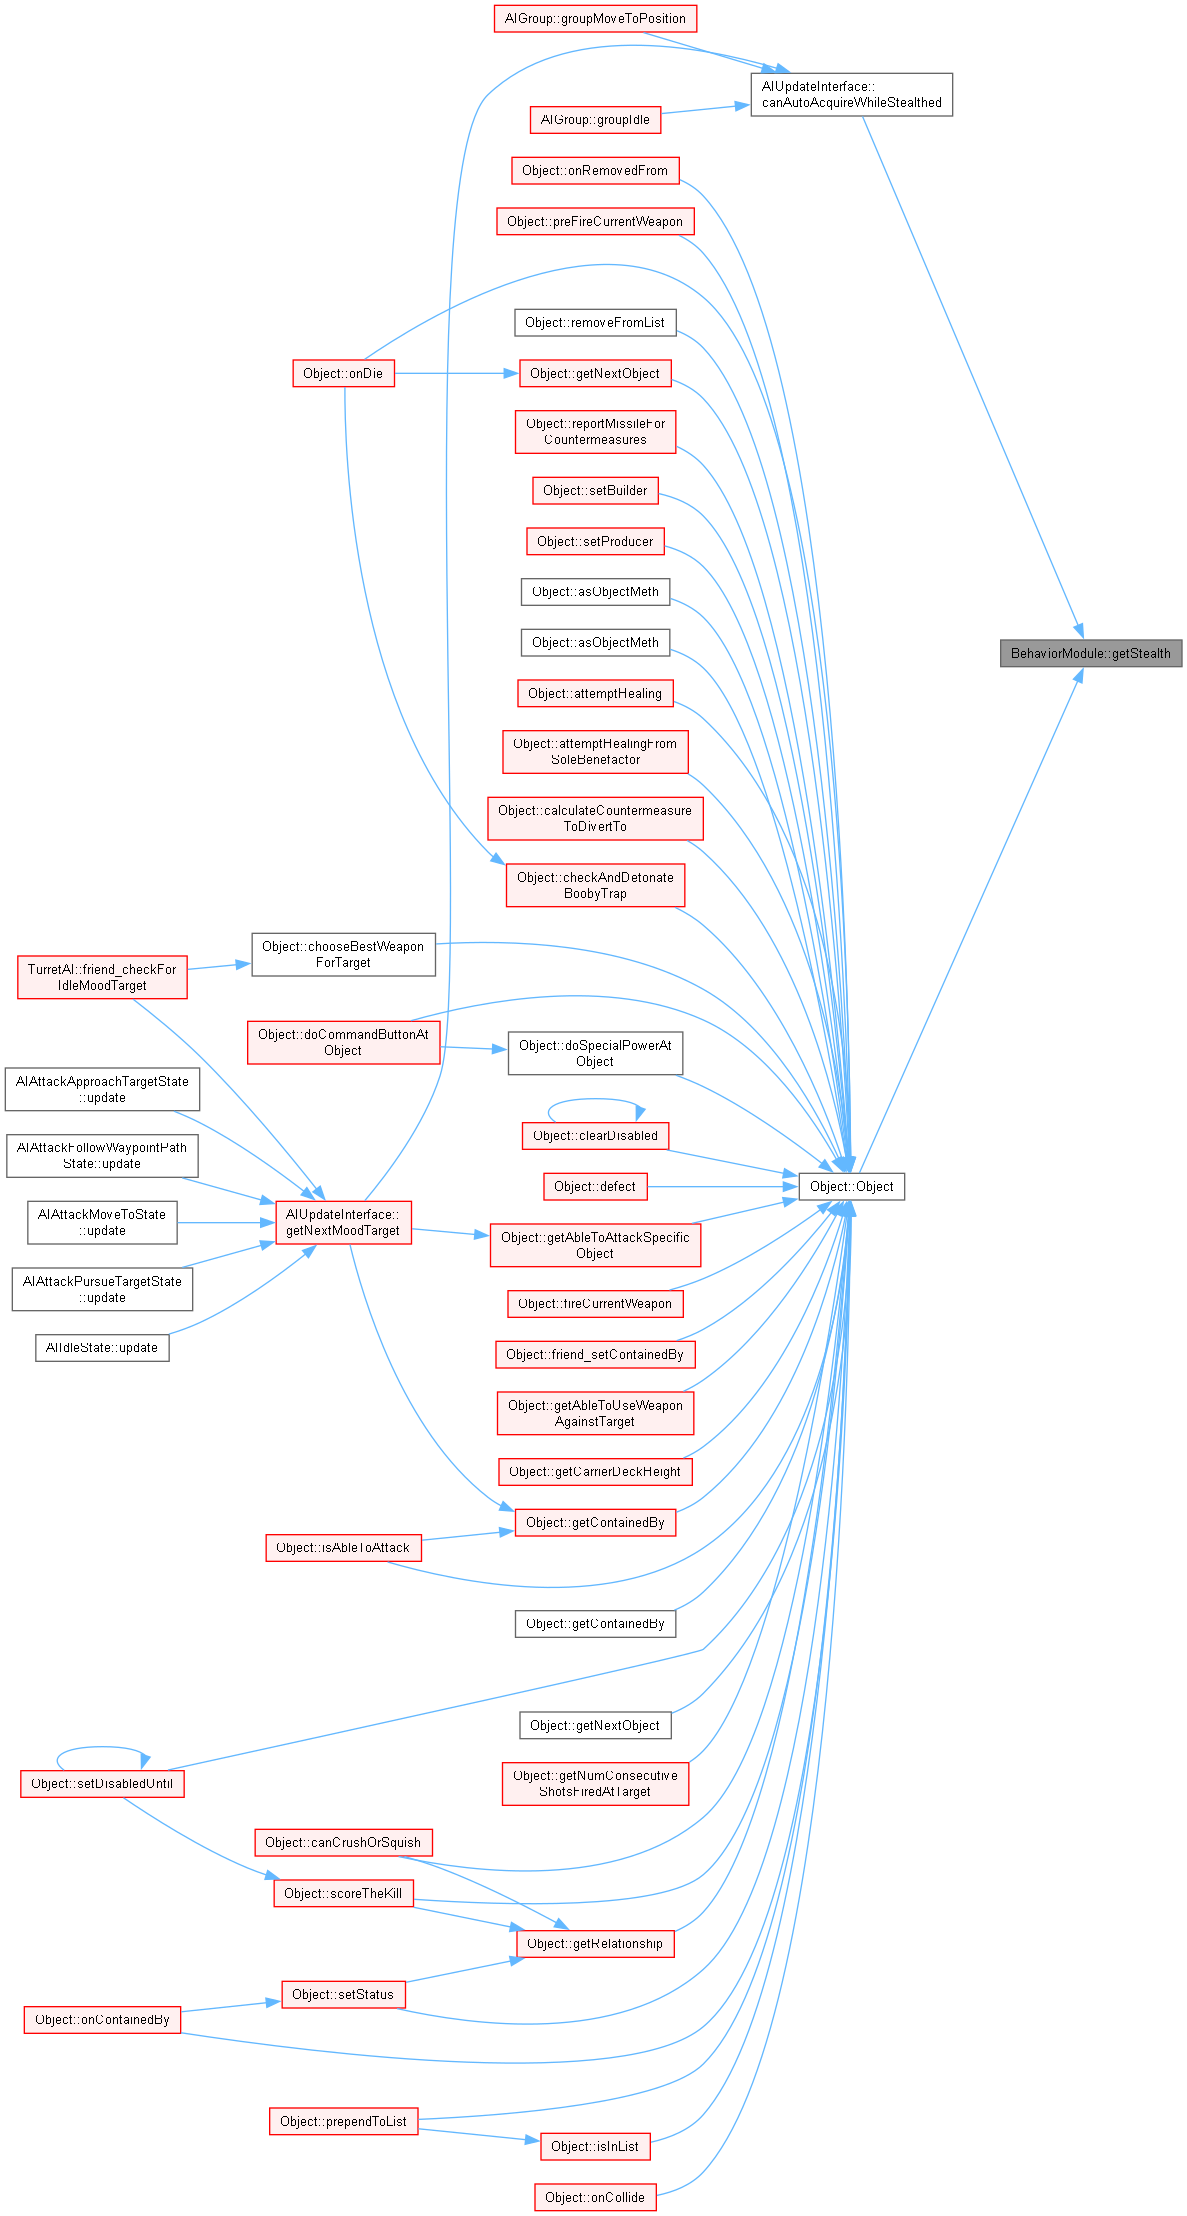 AIGroup::groupMoveToPosition
AIUpdateInterface::
canAutoAcquireWhileStealthed
AIGroup::groupIdle
Object::onRemovedFrom
Object::preFireCurrentWeapon
Object::removeFromList
Object::onDie
Object::getNextObject
Object::reportMissileFor
Countermeasures
Object::setBuilder
Object::setProducer
Object::asObjectMeth
Object::asObjectMeth
BehaviorModule::getStealth
Object::attemptHealing
Object::attemptHealingFrom
SoleBenefactor
Object::calculateCountermeasure
ToDivertTo
Object::checkAndDetonate
BoobyTrap
Object::chooseBestWeapon
ForTarget
TurretAI::friend_checkFor
IdleMoodTarget
Object::doCommandButtonAt
Object
Object::doSpecialPowerAt
Object
AIAttackApproachTargetState
::update
Object::clearDisabled
AIAttackFollowWaypointPath
State::update
Object::defect
Object::Object
AIAttackMoveToState
::update
AIUpdateInterface::
getNextMoodTarget
Object::getAbleToAttackSpecific
Object
AIAttackPursueTargetState
::update
Object::fireCurrentWeapon
AIIdleState::update
Object::friend_setContainedBy
Object::getAbleToUseWeapon
AgainstTarget
Object::getCarrierDeckHeight
Object::getContainedBy
Object::isAbleToAttack
Object::getContainedBy
Object::getNextObject
Object::setDisabledUntil
Object::getNumConsecutive
ShotsFiredAtTarget
Object::canCrushOrSquish
Object::scoreTheKill
Object::getRelationship
Object::setStatus
Object::onContainedBy
Object::prependToList
Object::isInList
Object::onCollide